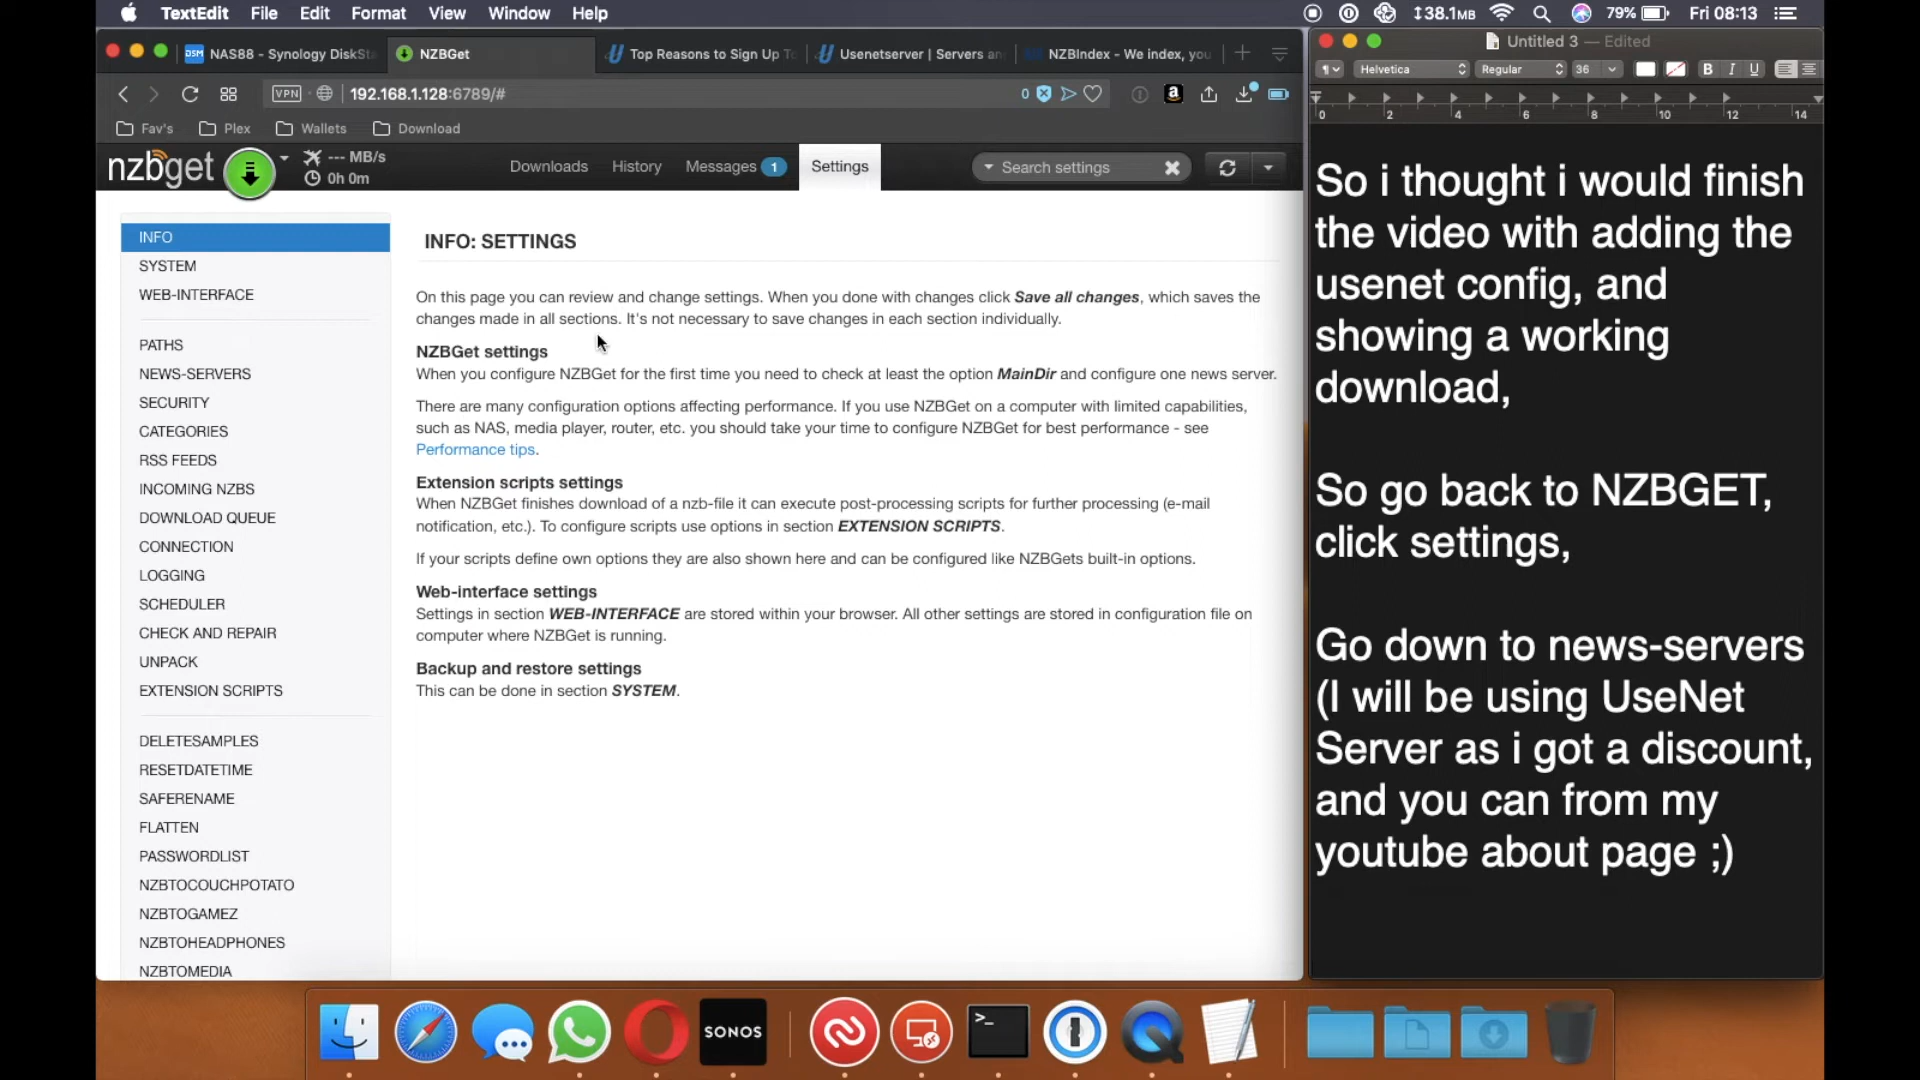 TextEdit File Edit Format View Window Help
38.1MB 79% Fri 08:13
NAS88 - Synology DiskSta
NZBGet
Top Reasons to Sign Up To
Usenetserver | Servers an
NZBIndex - We index, you
VPN 192.168.1.128:6789/# 0
Fav's Plex Wallets Download
nzbget --- MB/s
0h 0m
Downloads History Messages 1 Settings
Search settings
INFO
SYSTEM
WEB-INTERFACE
PATHS
NEWS-SERVERS
SECURITY
CATEGORIES
RSS FEEDS
INCOMING NZBS
DOWNLOAD QUEUE
CONNECTION
LOGGING
SCHEDULER
CHECK AND REPAIR
UNPACK
EXTENSION SCRIPTS
DELETESAMPLES
RESETDATETIME
SAFERENAME
FLATTEN
PASSWORDLIST
NZBTOCOUCHPOTATO
NZBTOGAMEZ
NZBTOHEADPHONES
NZBTOMEDIA
INFO: SETTINGS
On this page you can review and change settings. When you done with changes click Save all changes, which saves the
changes made in all sections. It's not necessary to save changes in each section individually.
NZBGet settings
When you configure NZBGet for the first time you need to check at least the option MainDir and configure one news server.
There are many configuration options affecting performance. If you use NZBGet on a computer with limited capabilities,
such as NAS, media player, router, etc. you should take your time to configure NZBGet for best performance - see
Performance tips.
Extension scripts settings
When NZBGet finishes download of a nzb-file it can execute post-processing scripts for further processing (e-mail
notification, etc.). To configure scripts use options in section EXTENSION SCRIPTS.
If your scripts define own options they are also shown here and can be configured like NZBGets built-in options.
Web-interface settings
Settings in section WEB-INTERFACE are stored within your browser. All other settings are stored in configuration file on
computer where NZBGet is running.
Backup and restore settings
This can be done in section SYSTEM.
Untitled 3 — Edited
Helvetica Regular 36 B I U
0 2 4 6 8 10 12 14
So i thought i would finish
the video with adding the
usenet config, and
showing a working
download,
So go back to NZBGET,
click settings,
Go down to news-servers
(I will be using UseNet
Server as i got a discount,
and you can from my
youtube about page ;)
SONOS